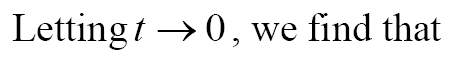 Letting t → 0, we find that